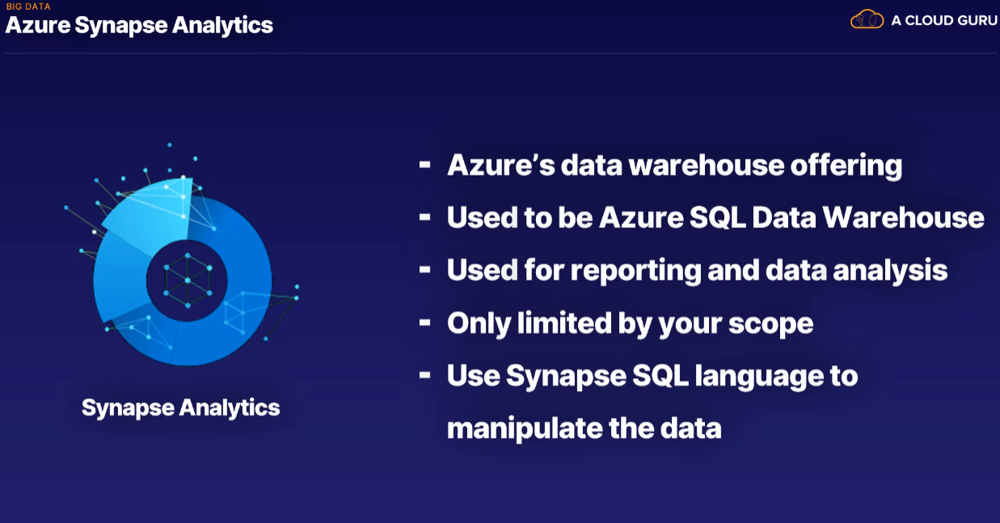 BIG DATA
Azure Synapse Analytics
A CLOUD GURU
- Azure’s data warehouse offering
- Used to be Azure SQL Data Warehouse
- Used for reporting and data analysis
- Only limited by your scope
- Use Synapse SQL language to
manipulate the data
Synapse Analytics